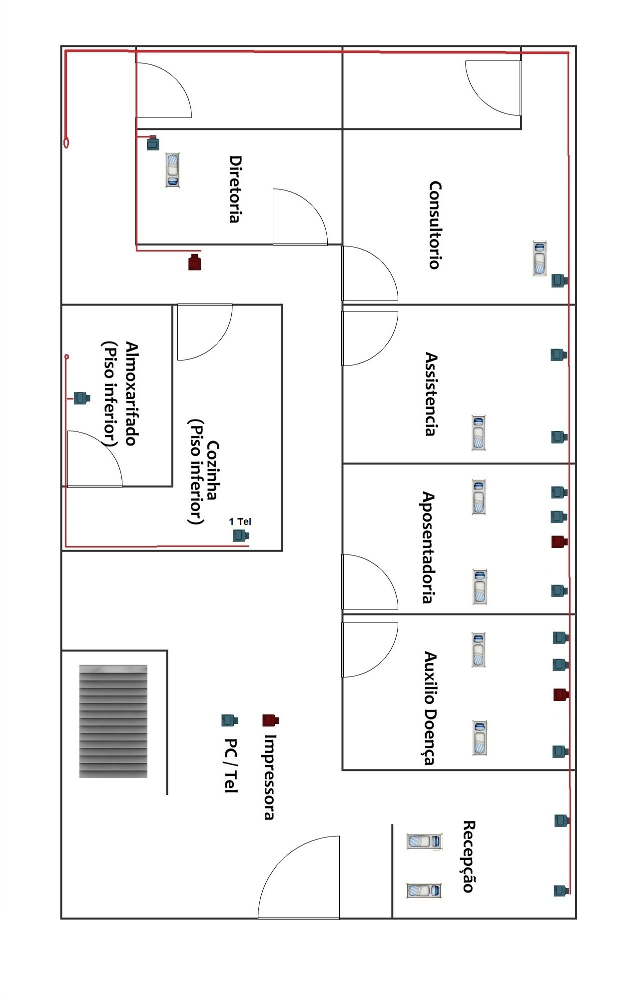 Diretoria
Consultorio
Almoxarifado
(Piso inferior)
Cozinha
(Piso inferior)
1 Tel
Assistencia
Aposentadoria
Auxilio Doença
Impressora
PC / Tel
Recepção